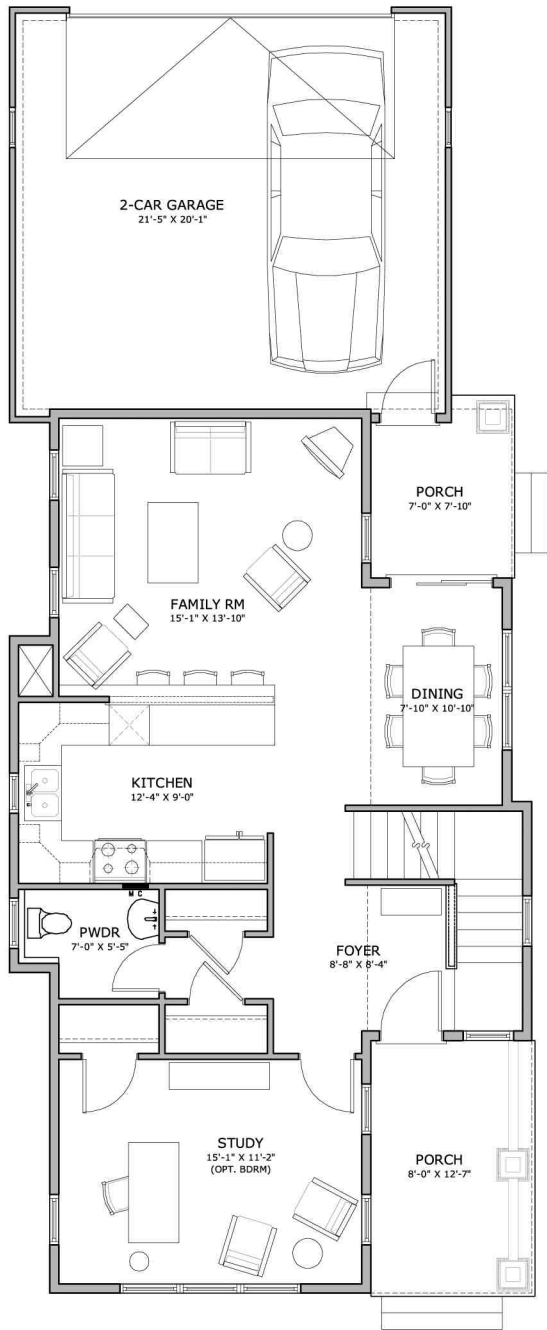 2-CAR GARAGE
21'-5" X 20'-1"
PORCH
7'-0" X 7'-10"
FAMILY RM
15'-1" X 13'-10"
DINING
7'-10" X 10'-10"
KITCHEN
12'-4" X 9'-0"
M C
PWDR
7'-0" X 5'-5"
FOYER
8'-8" X 8'-4"
STUDY
15'-1" X 11'-2"
(OPT. BDRM)
PORCH
8'-0" X 12'-7"